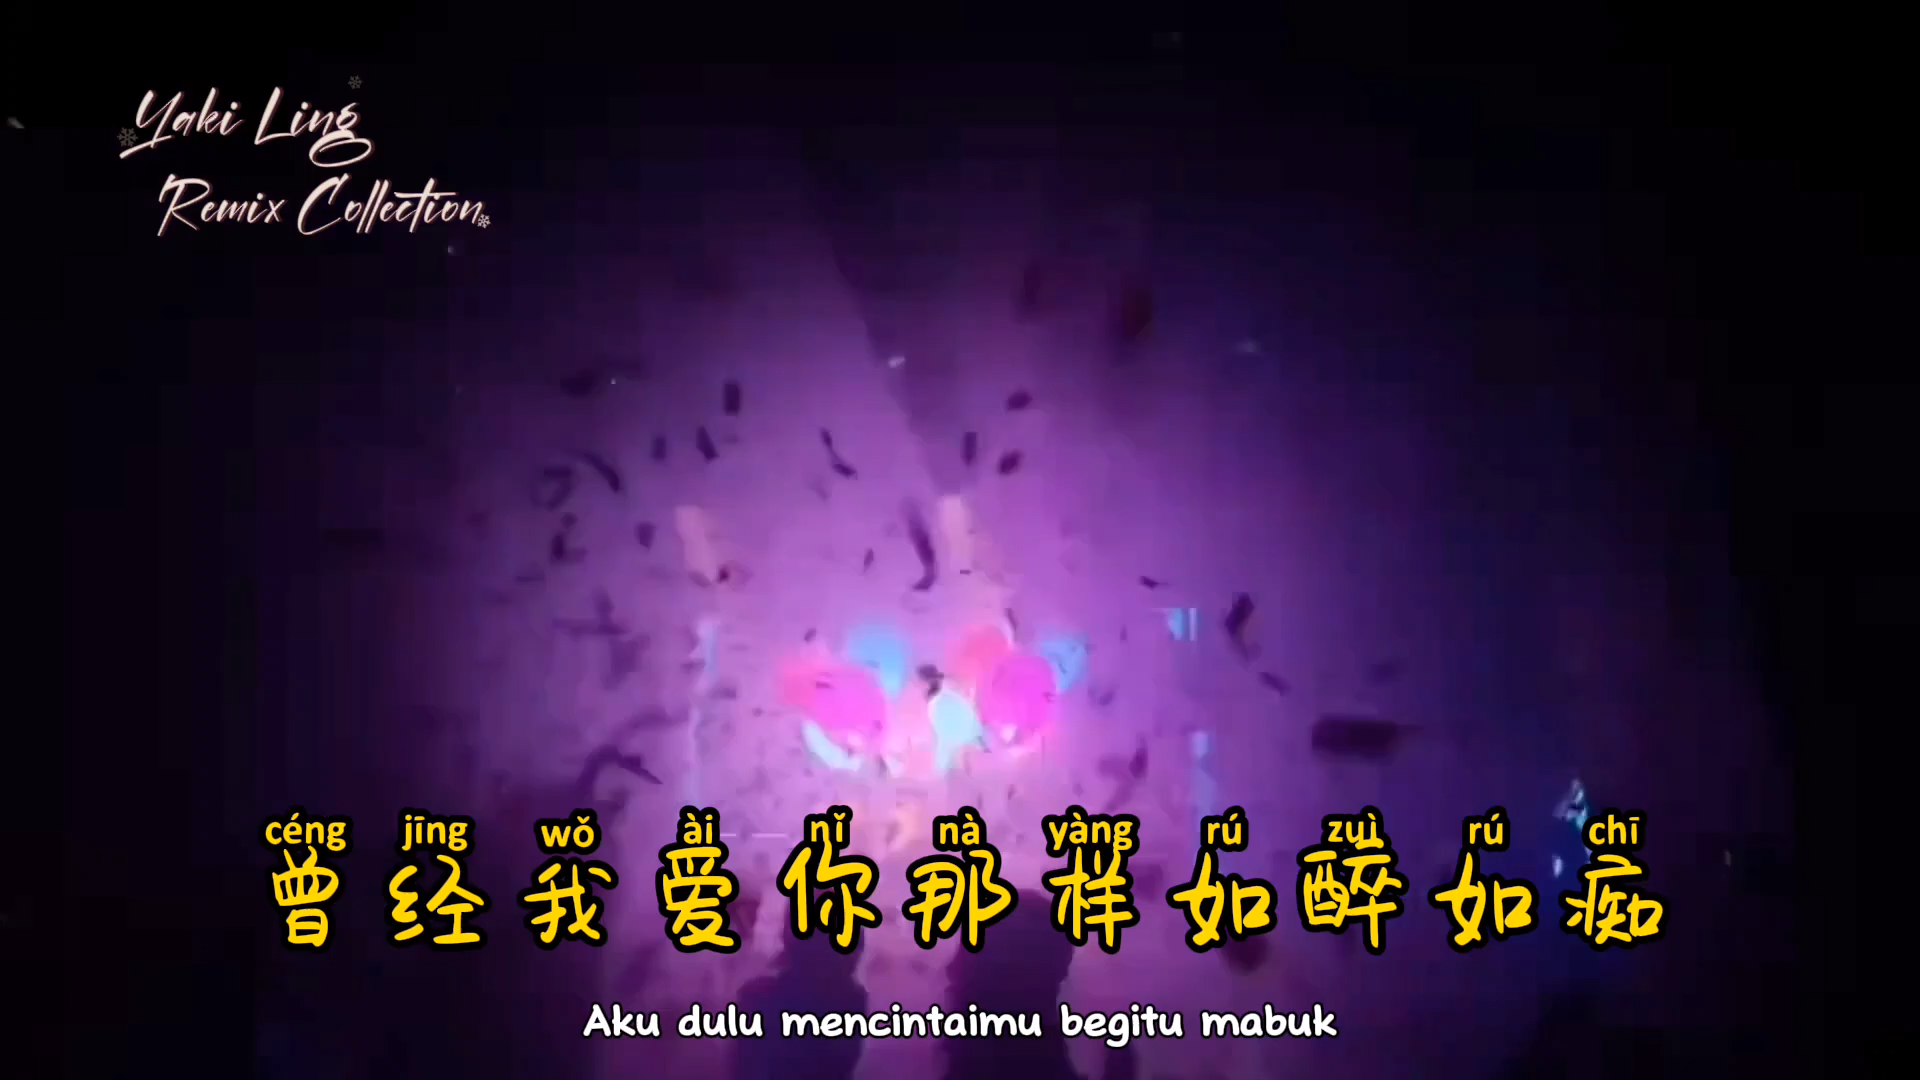 Yaki Ling
Remix Collection
céng jīng wǒ ài nǐ nà yàng rú zuì rú chī
曾经我爱你那样如醉如痴
Aku dulu mencintaimu begitu mabuk